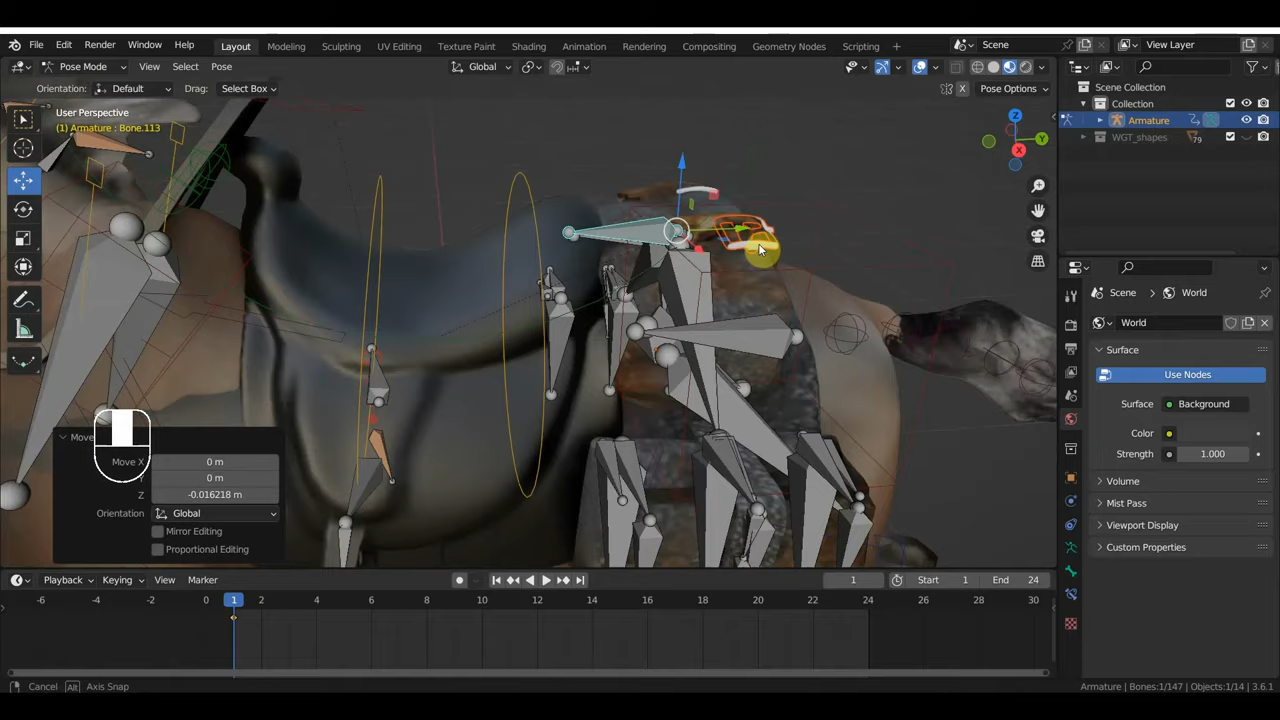 File Edit Render Window Help Layout Modeling Sculpting UV Editing Texture Paint Shading Animation Rendering Compositing Geometry Nodes Scripting + Scene View Layer
Pose Mode View Select Pose Global
Orientation: Default Drag: Select Box X Pose Options
User Perspective
(1) Armature : Bone.113
Z
Y
X
Scene Collection
Collection
Armature
WGT_shapes 79
Scene World
World
Surface
Use Nodes
Surface Background
Color
Strength 1.000
Volume
Mist Pass
Viewport Display
Custom Properties
Move
Move X 0 m
Y 0 m
Z -0.016218 m
Orientation Global
Mirror Editing
Proportional Editing
Playback Keying View Marker 1 Start 1 End 24
-6 -4 -2 0 1 2 4 6 8 10 12 14 16 18 20 22 24 26 28 30
Cancel Alt Axis Snap Armature | Bones:1/147 | Objects:1/14 | 3.6.1